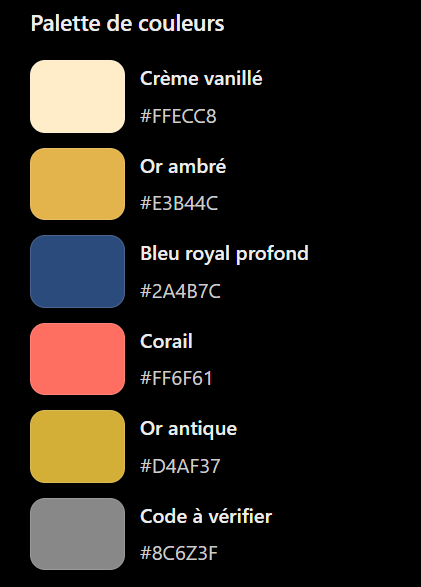 Palette de couleurs
Crème vanillé
#FFECC8
Or ambré
#E3B44C
Bleu royal profond
#2A4B7C
Corail
#FF6F61
Or antique
#D4AF37
Code à vérifier
#8C6Z3F